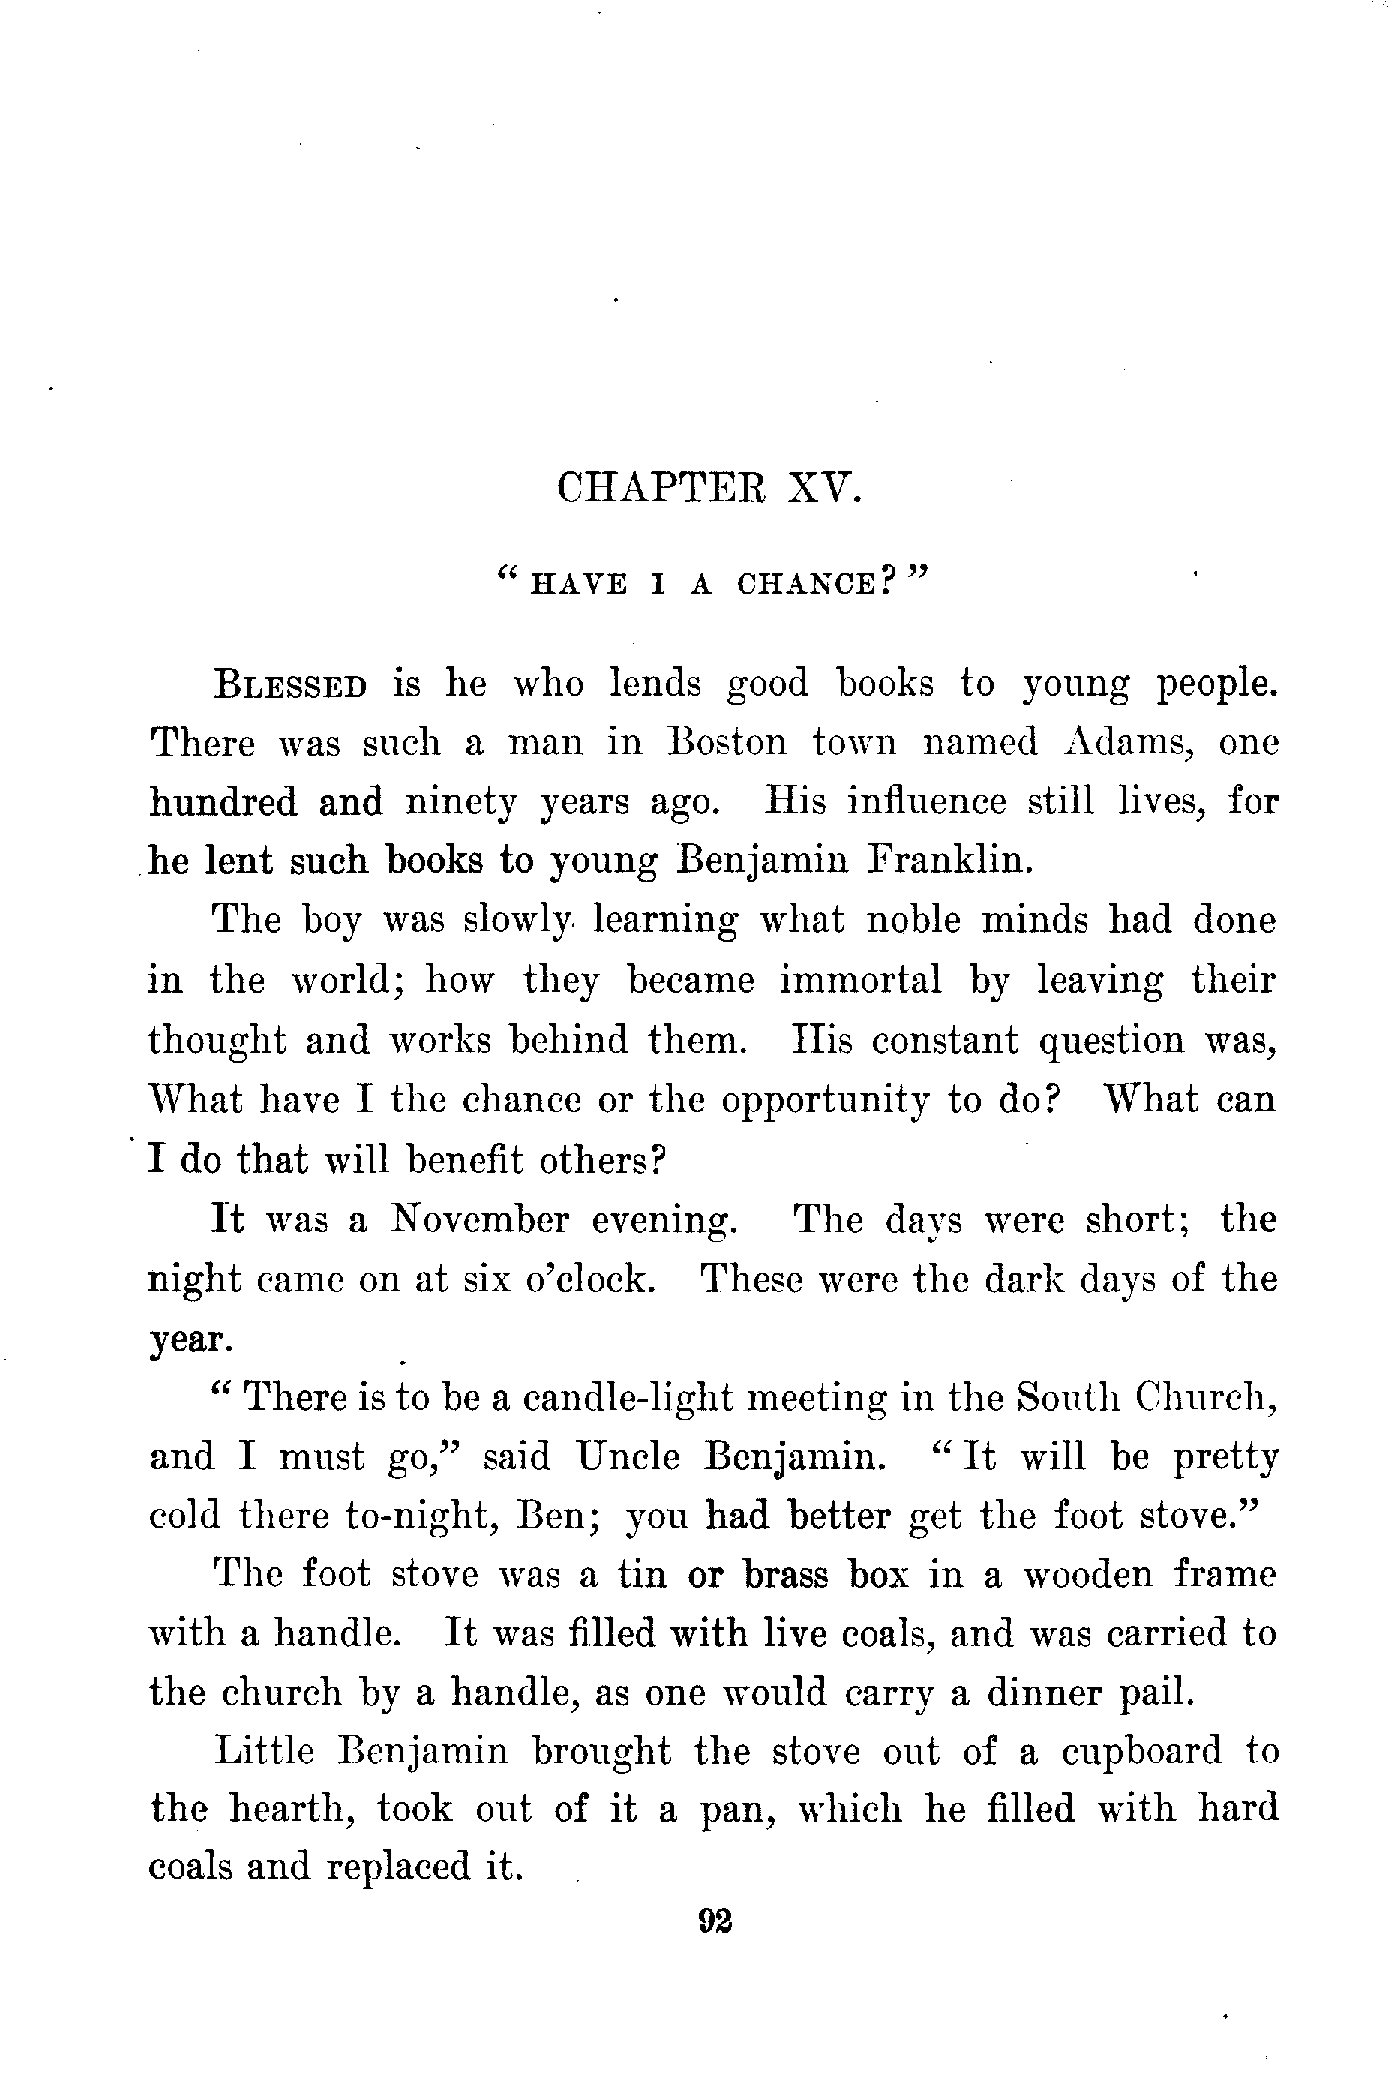 CHAPTER XV.
“ HAVE I A CHANCE? ”
BLESSED is he who lends good books to young people.
There was such a man in Boston town named Adams, one
hundred and ninety years ago. His influence still lives, for
he lent such books to young Benjamin Franklin.
The boy was slowly learning what noble minds had done
in the world; how they became immortal by leaving their
thought and works behind them. His constant question was,
What have I the chance or the opportunity to do? What can
I do that will benefit others?
It was a November evening. The days were short; the
night came on at six o’clock. These were the dark days of the
year.
“ There is to be a candle-light meeting in the South Church,
and I must go,” said Uncle Benjamin. “ It will be pretty
cold there to-night, Ben; you had better get the foot stove.”
The foot stove was a tin or brass box in a wooden frame
with a handle. It was filled with live coals, and was carried to
the church by a handle, as one would carry a dinner pail.
Little Benjamin brought the stove out of a cupboard to
the hearth, took out of it a pan, which he filled with hard
coals and replaced it.
92